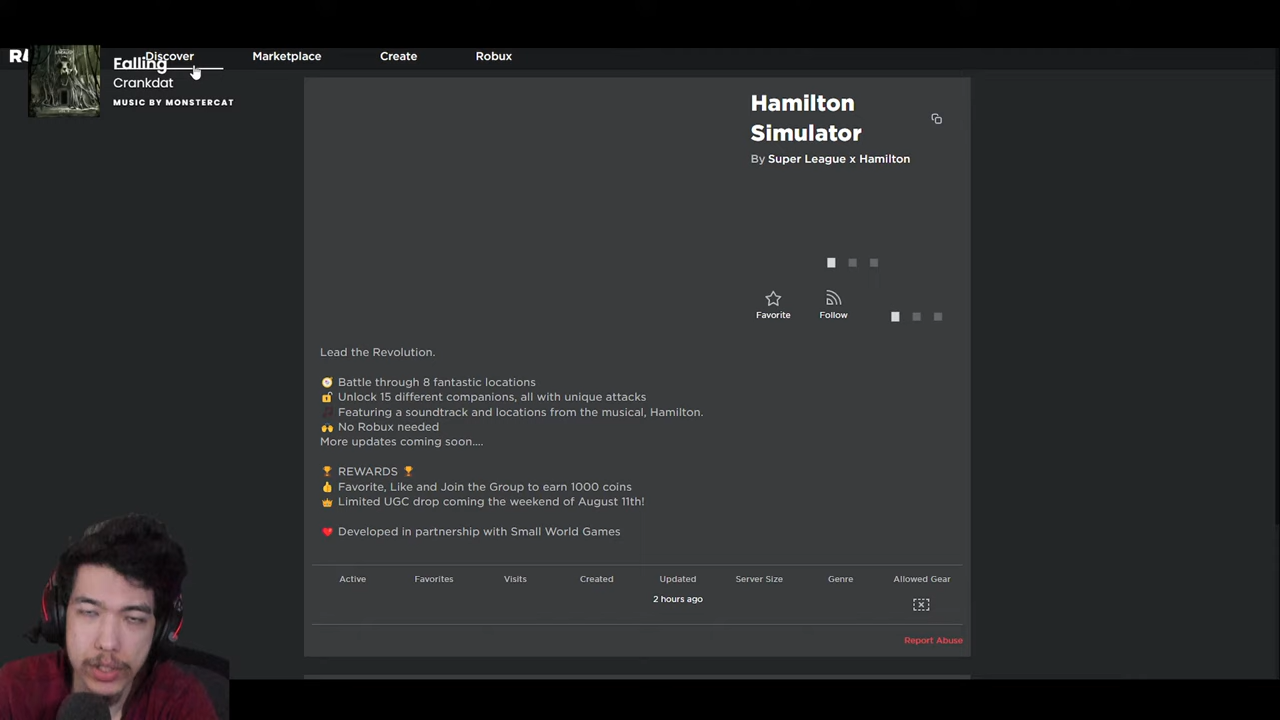 Discover
Marketplace
Create
Robux
Falling
Crankdat
MUSIC BY MONSTERCAT
Hamilton
Simulator
By Super League x Hamilton
Favorite
Follow
Lead the Revolution.
Battle through 8 fantastic locations
Unlock 15 different companions, all with unique attacks
Featuring a soundtrack and locations from the musical, Hamilton.
No Robux needed
More updates coming soon....
REWARDS
Favorite, Like and Join the Group to earn 1000 coins
Limited UGC drop coming the weekend of August 11th!
Developed in partnership with Small World Games
Active
Favorites
Visits
Created
Updated
Server Size
Genre
Allowed Gear
2 hours ago
Report Abuse